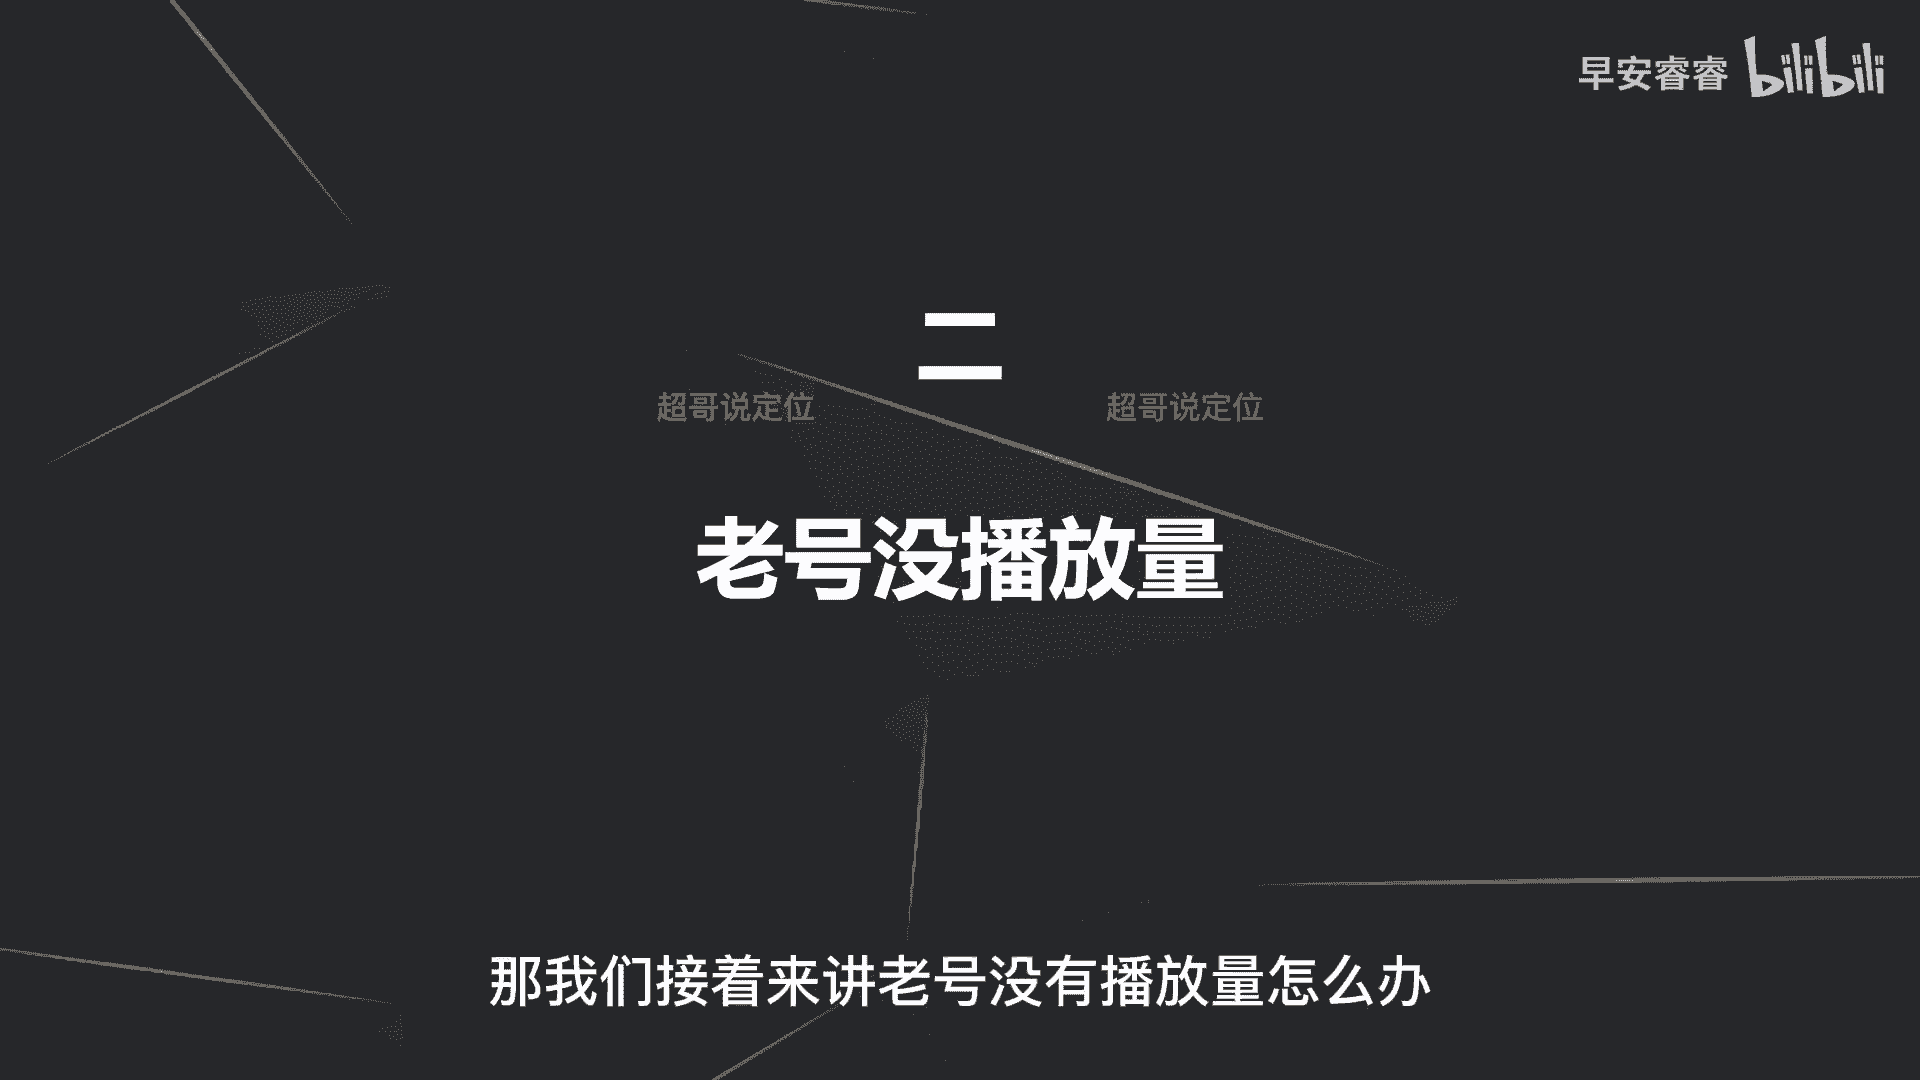 早安睿睿 bilibili
二
超哥说定位 超哥说定位
老号没播放量
那我们接着来讲老号没有播放量怎么办